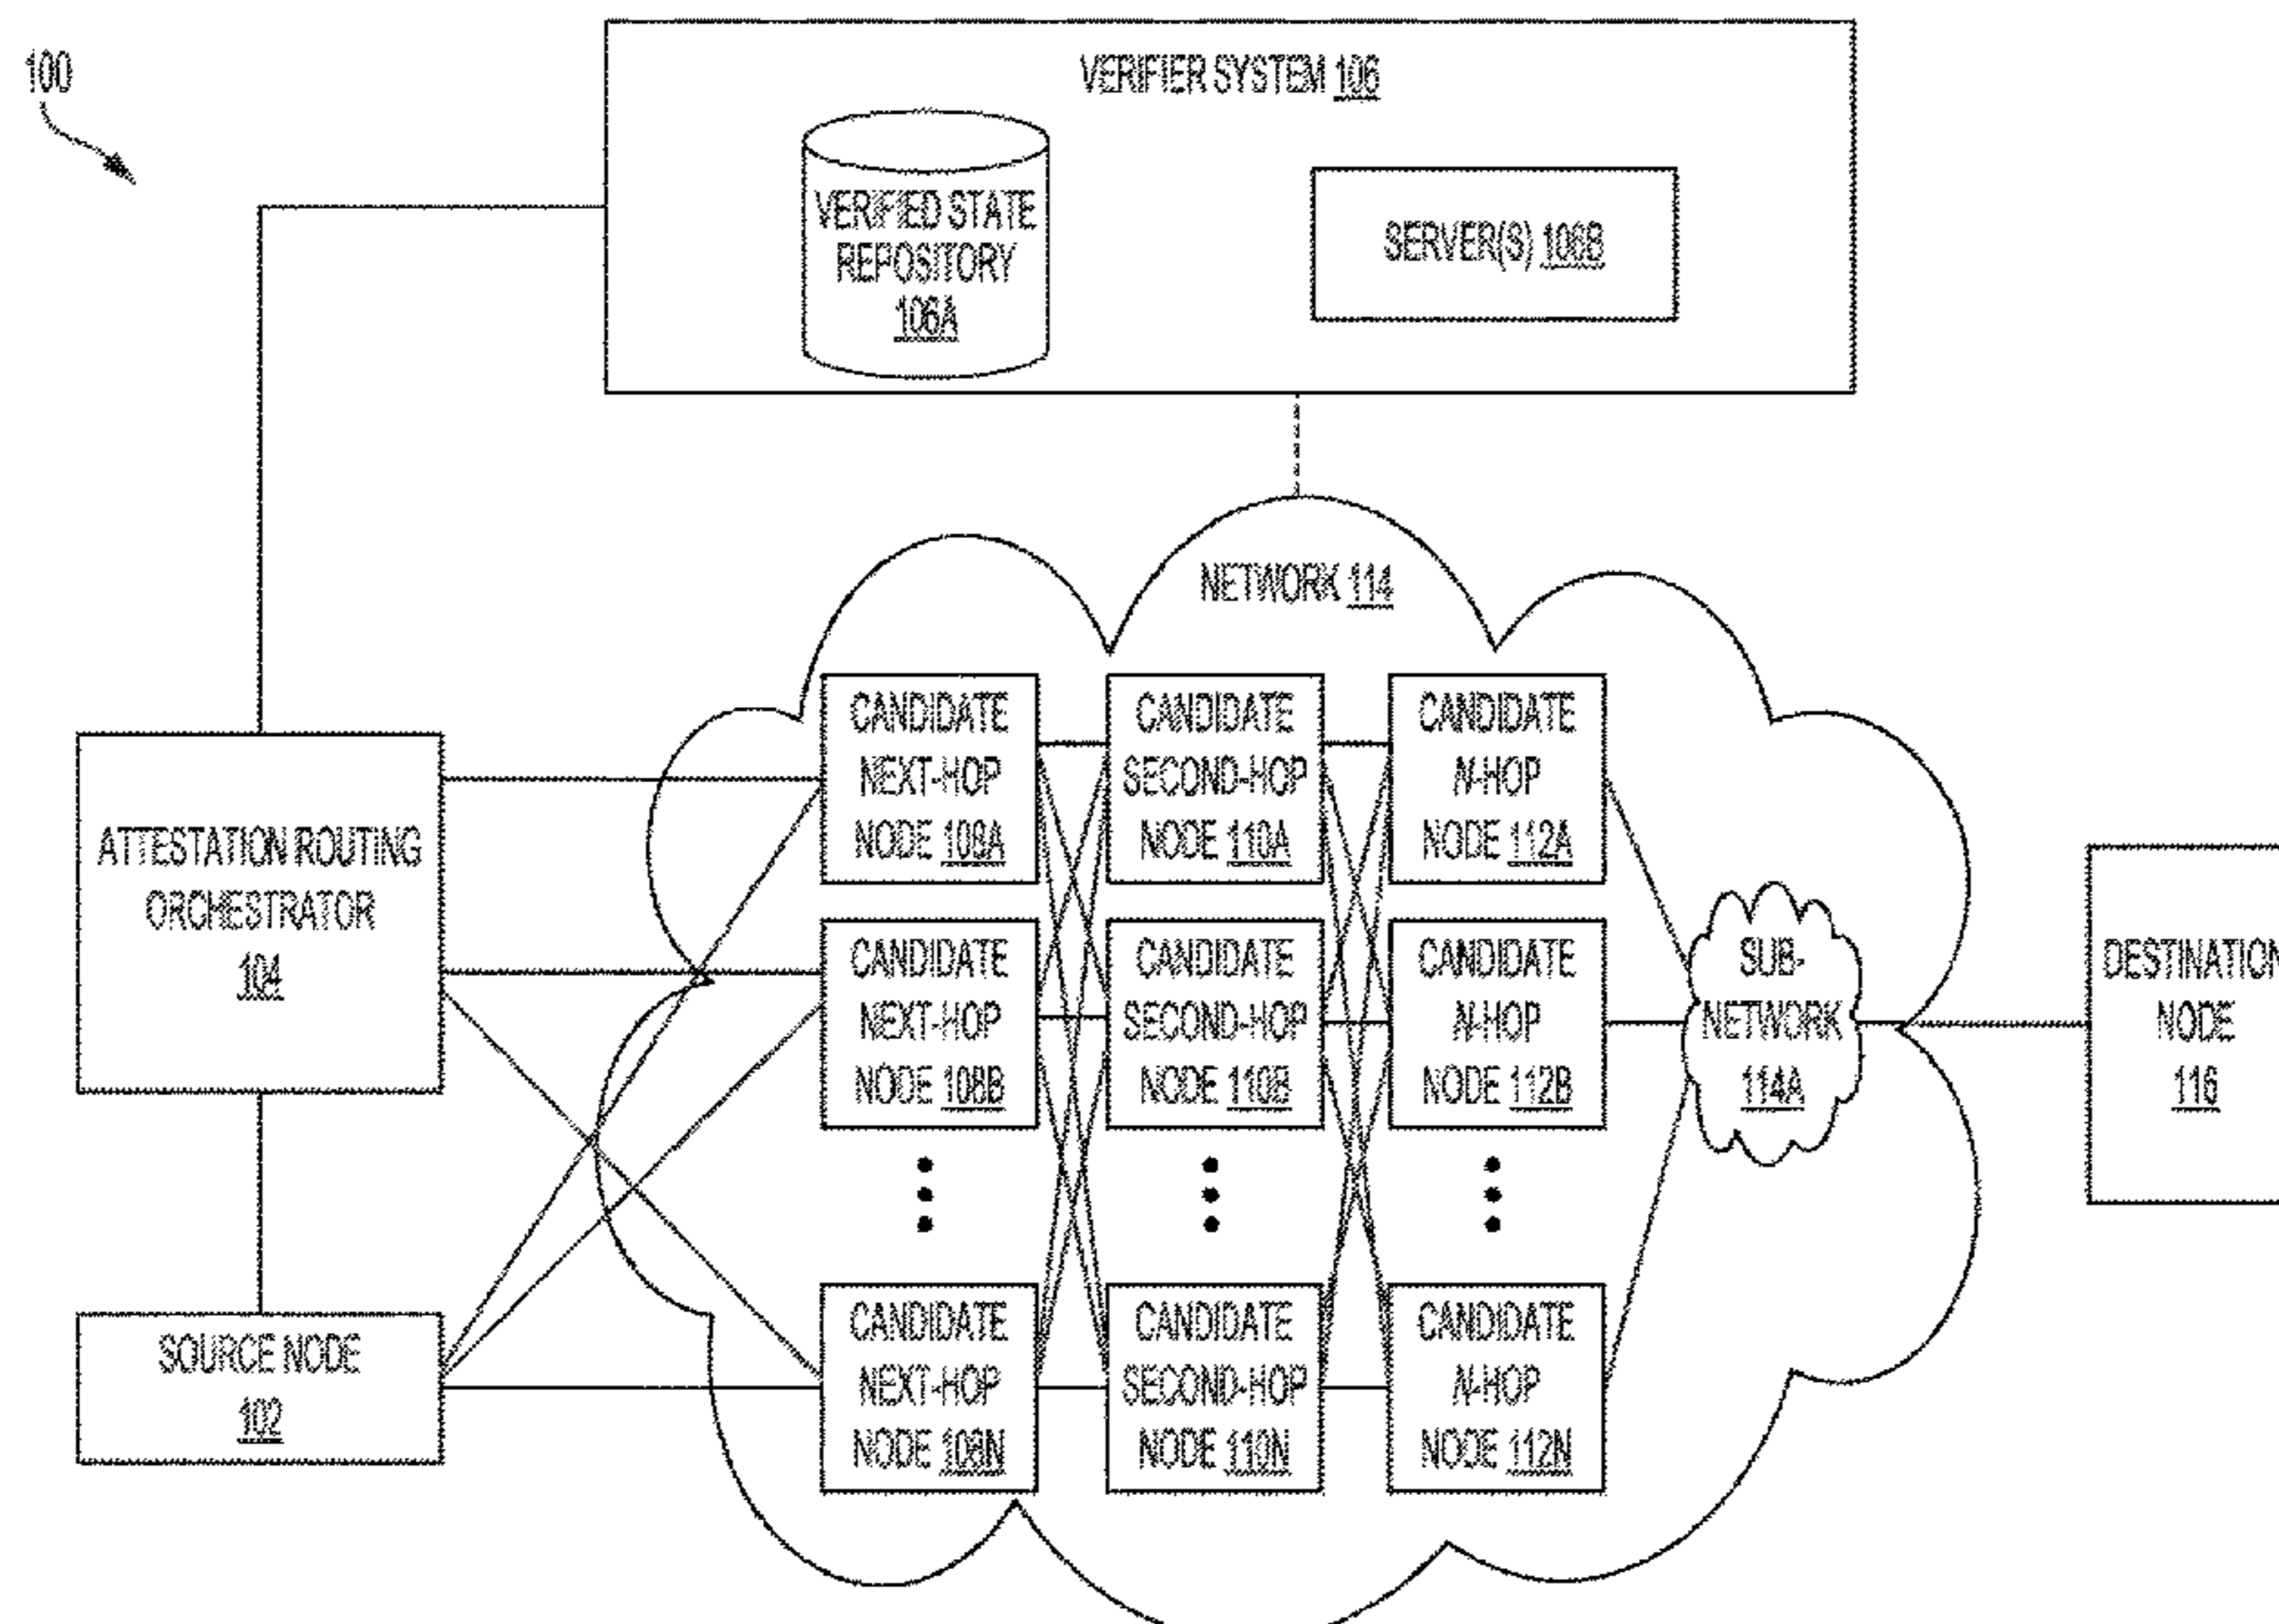 100
VERIFIER SYSTEM 106
VERIFIED STATE
REPOSITORY
106A
SERVER(S) 106B
NETWORK 114
CANDIDATE
NEXT-HOP
NODE 108A
CANDIDATE
SECOND-HOP
NODE 110A
CANDIDATE
N-HOP
NODE 112A
ATTESTATION ROUTING
ORCHESTRATOR
104
CANDIDATE
NEXT-HOP
NODE 108B
CANDIDATE
SECOND-HOP
NODE 110B
CANDIDATE
N-HOP
NODE 112B
SUB-
NETWORK
114A
DESTINATION
NODE
116
SOURCE NODE
102
CANDIDATE
NEXT-HOP
NODE 108N
CANDIDATE
SECOND-HOP
NODE 110N
CANDIDATE
N-HOP
NODE 112N